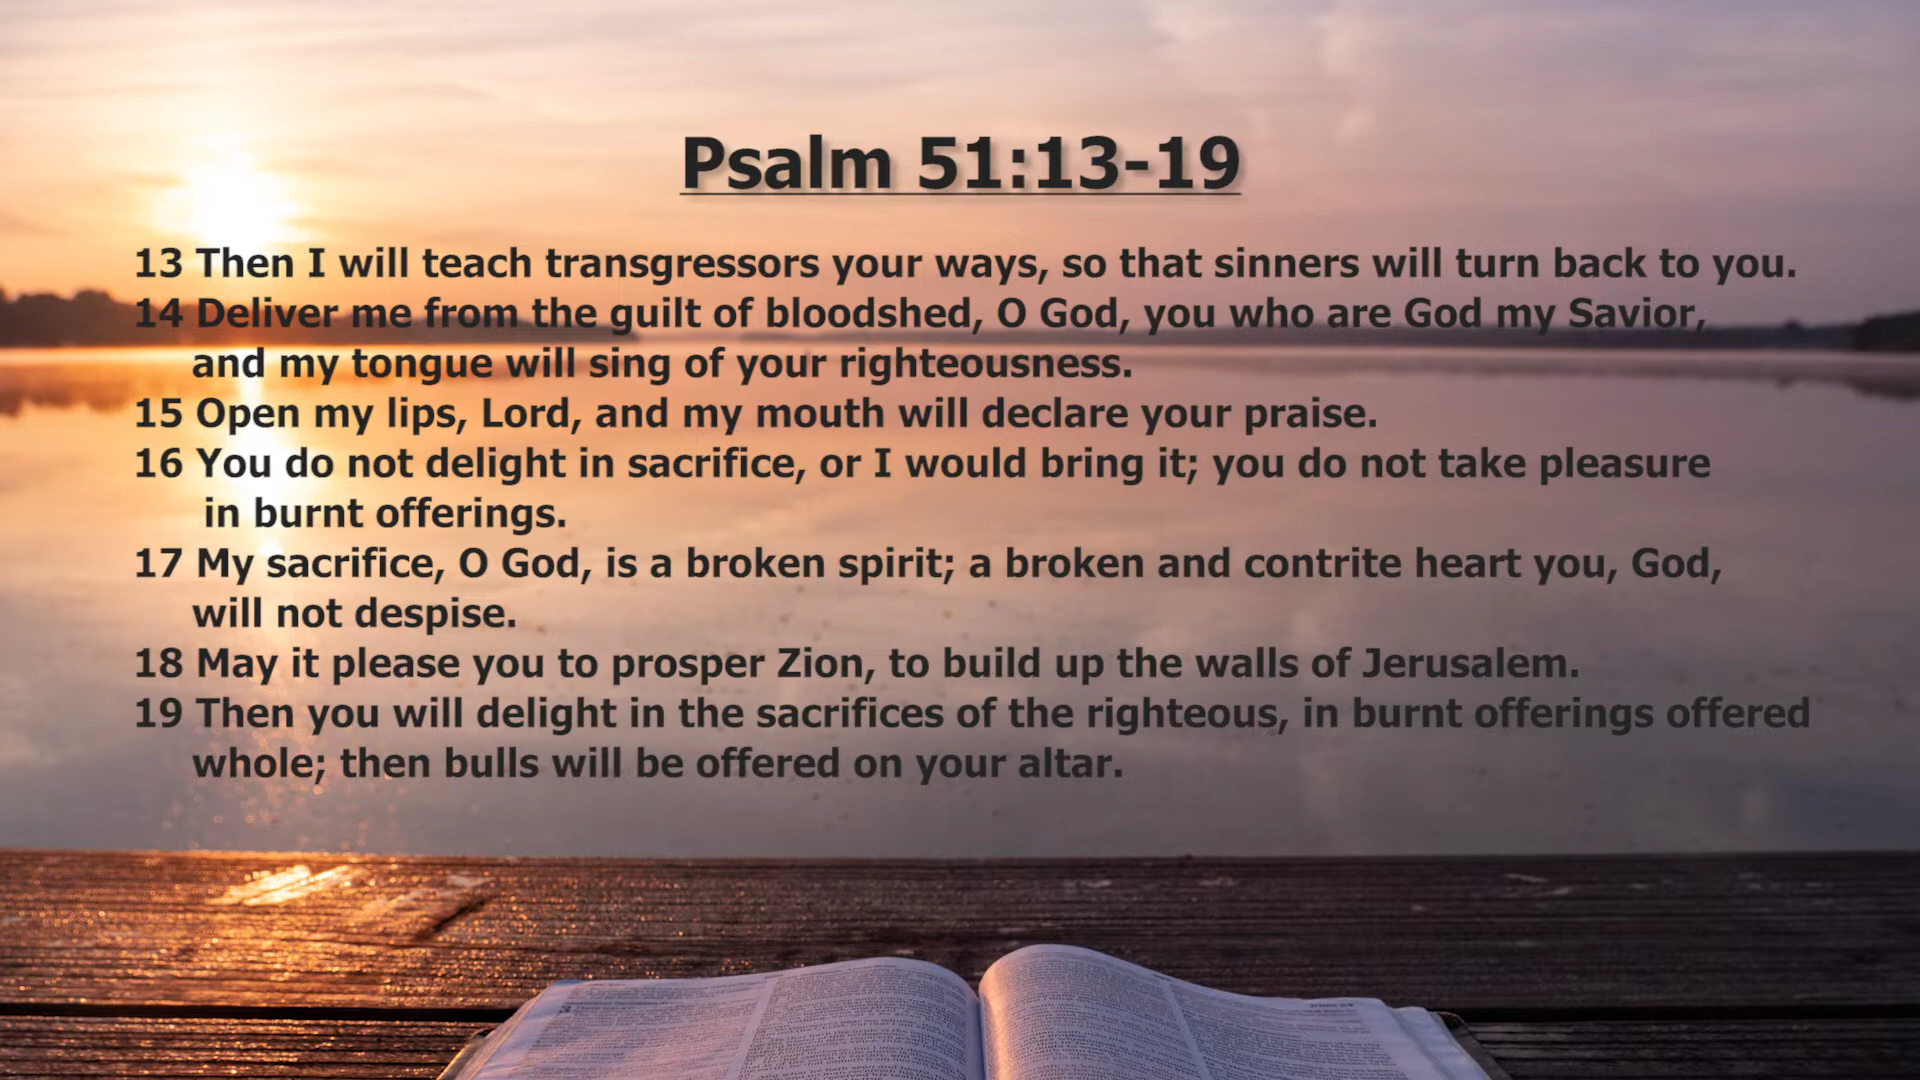 Psalm 51:13-19
13 Then I will teach transgressors your ways, so that sinners will turn back to you.
14 Deliver me from the guilt of bloodshed, O God, you who are God my Savior,
and my tongue will sing of your righteousness.
15 Open my lips, Lord, and my mouth will declare your praise.
16 You do not delight in sacrifice, or I would bring it; you do not take pleasure
in burnt offerings.
17 My sacrifice, O God, is a broken spirit; a broken and contrite heart you, God,
will not despise.
18 May it please you to prosper Zion, to build up the walls of Jerusalem.
19 Then you will delight in the sacrifices of the righteous, in burnt offerings offered
whole; then bulls will be offered on your altar.